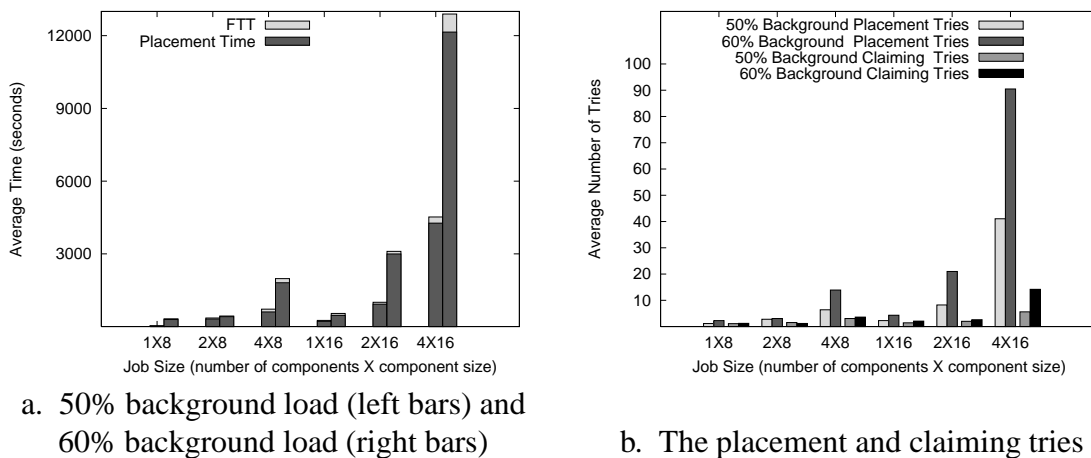 FTT
Placement Time
12000
9000
6000
3000
Average Time (seconds)
1X8 2X8 4X8 1X16 2X16 4X16
Job Size (number of components X component size)
a. 50% background load (left bars) and
60% background load (right bars)
50% Background Placement Tries
60% Background Placement Tries
50% Background Claiming Tries
60% Background Claiming Tries
100
90
80
70
60
50
40
30
20
10
Average Number of Tries
1X8 2X8 4X8 1X16 2X16 4X16
Job Size (number of components X component size)
b. The placement and claiming tries